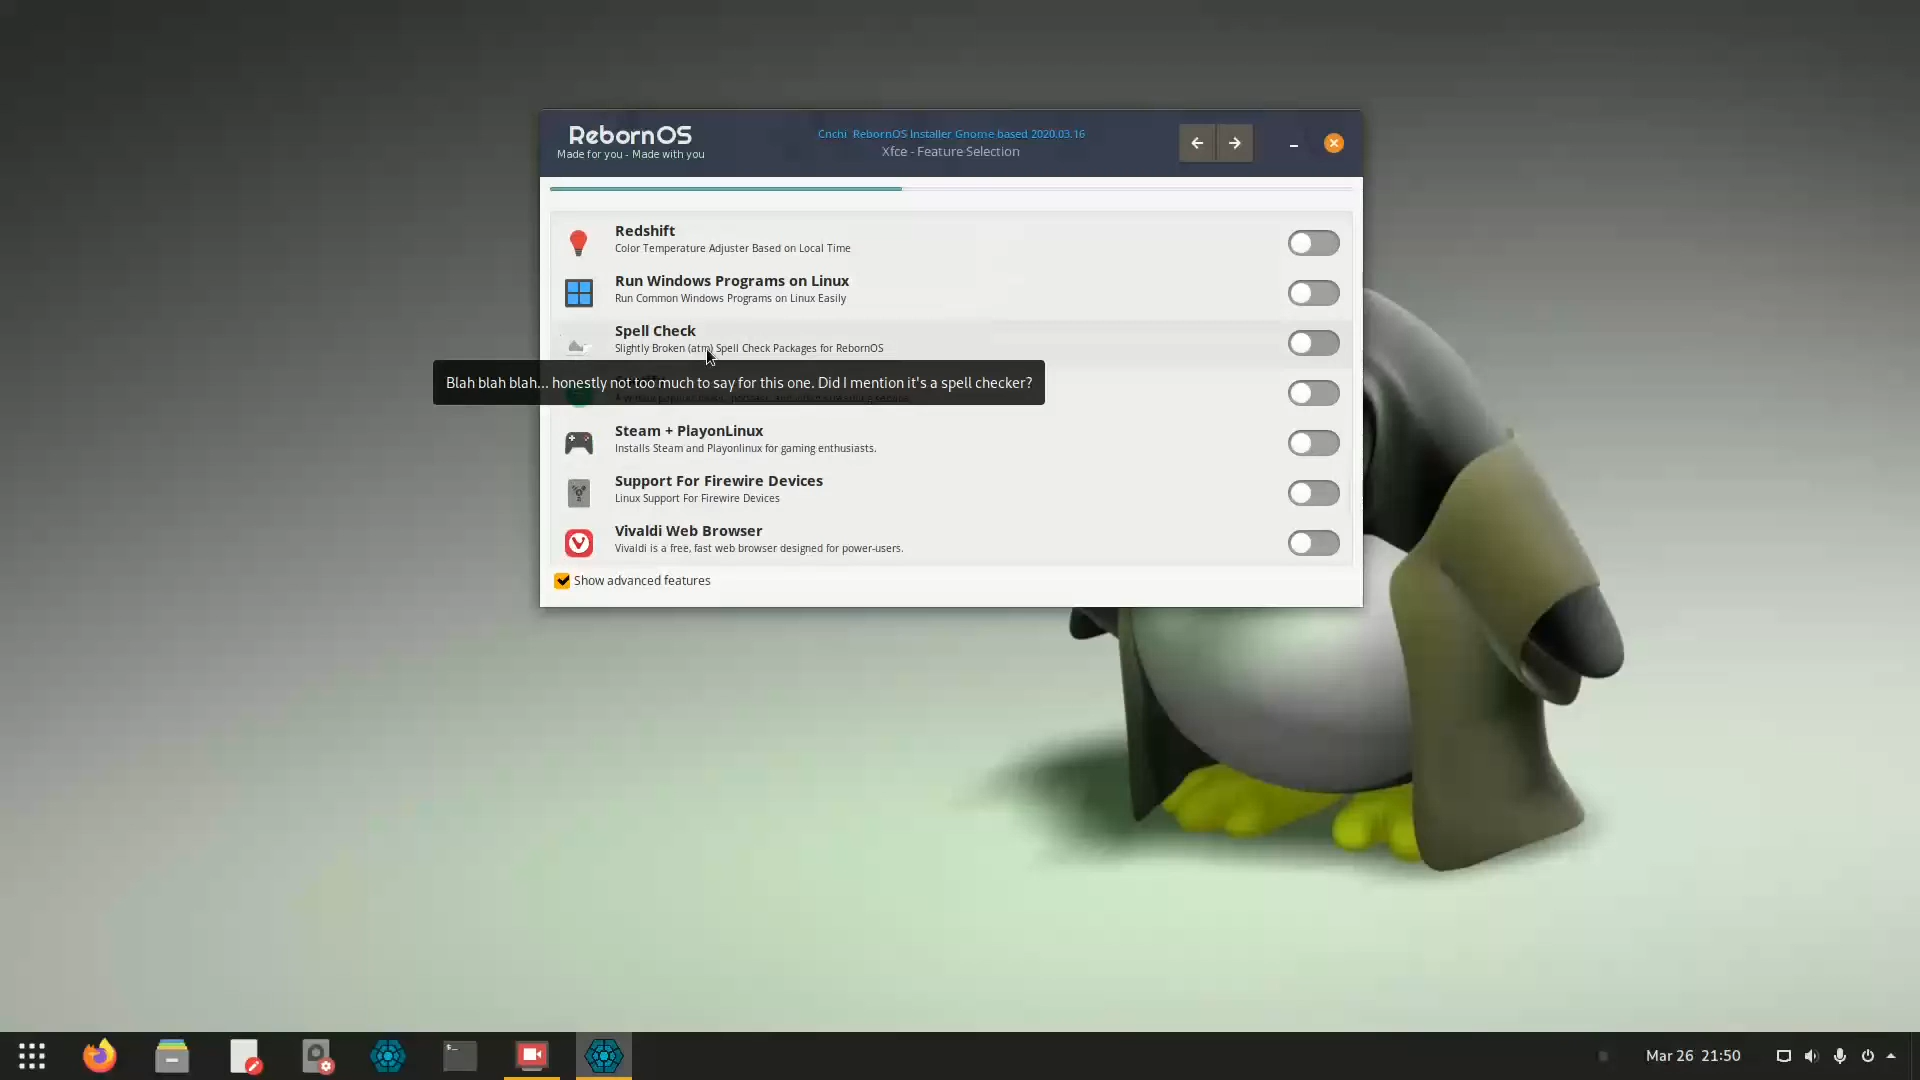 RebornOS
Made for you - Made with you
Cnchi RebornOS Installer Gnome based 2020.03.16
Xfce - Feature Selection
Redshift
Color Temperature Adjuster Based on Local Time
Run Windows Programs on Linux
Run Common Windows Programs on Linux Easily
Spell Check
Slightly Broken (atm) Spell Check Packages for RebornOS
Blah blah blah... honestly not too much to say for this one. Did I mention it's a spell checker?
Steam + PlayonLinux
Installs Steam and Playonlinux for gaming enthusiasts.
Support For Firewire Devices
Linux Support For Firewire Devices
Vivaldi Web Browser
Vivaldi is a free, fast web browser designed for power-users.
Show advanced features
Mar 26 21:50